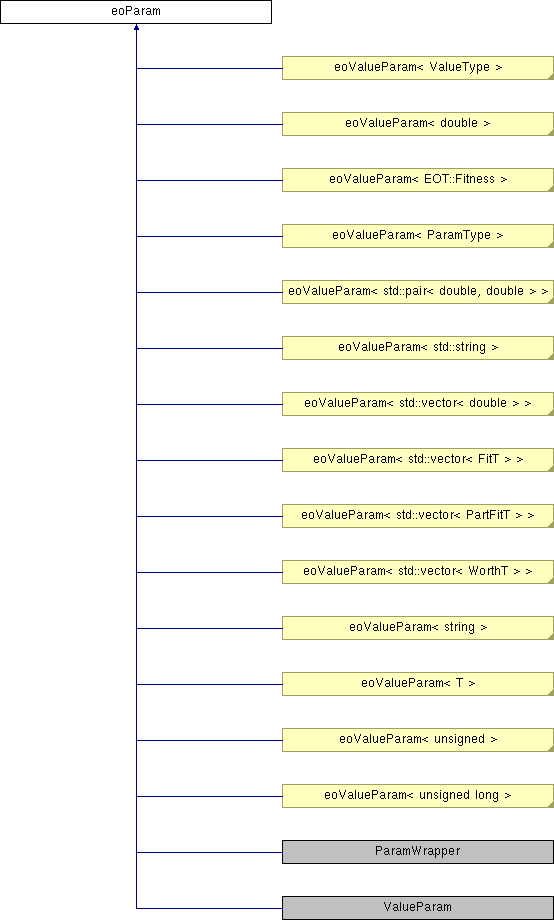 eoParam
eoValueParam< ValueType >
eoValueParam< double >
eoValueParam< EOT::Fitness >
eoValueParam< ParamType >
eoValueParam< std::pair< double, double > >
eoValueParam< std::string >
eoValueParam< std::vector< double > >
eoValueParam< std::vector< FitT > >
eoValueParam< std::vector< PartFitT > >
eoValueParam< std::vector< WorthT > >
eoValueParam< string >
eoValueParam< T >
eoValueParam< unsigned >
eoValueParam< unsigned long >
ParamWrapper
ValueParam